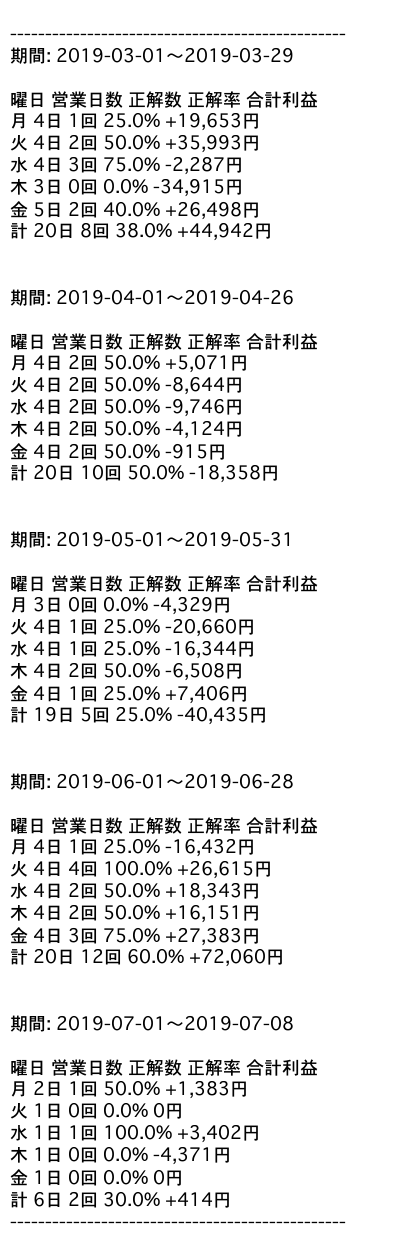 ------------------------------------------------
期間: 2019-03-01～2019-03-29
曜日 営業日数 正解数 正解率 合計利益
月 4日 1回 25.0% +19,653円
火 4日 2回 50.0% +35,993円
水 4日 3回 75.0% -2,287円
木 3日 0回 0.0% -34,915円
金 5日 2回 40.0% +26,498円
計 20日 8回 38.0% +44,942円
期間: 2019-04-01～2019-04-26
曜日 営業日数 正解数 正解率 合計利益
月 4日 2回 50.0% +5,071円
火 4日 2回 50.0% -8,644円
水 4日 2回 50.0% -9,746円
木 4日 2回 50.0% -4,124円
金 4日 2回 50.0% -915円
計 20日 10回 50.0% -18,358円
期間: 2019-05-01～2019-05-31
曜日 営業日数 正解数 正解率 合計利益
月 3日 0回 0.0% -4,329円
火 4日 1回 25.0% -20,660円
水 4日 1回 25.0% -16,344円
木 4日 2回 50.0% -6,508円
金 4日 1回 25.0% +7,406円
計 19日 5回 25.0% -40,435円
期間: 2019-06-01～2019-06-28
曜日 営業日数 正解数 正解率 合計利益
月 4日 1回 25.0% -16,432円
火 4日 4回 100.0% +26,615円
水 4日 2回 50.0% +18,343円
木 4日 2回 50.0% +16,151円
金 4日 3回 75.0% +27,383円
計 20日 12回 60.0% +72,060円
期間: 2019-07-01～2019-07-08
曜日 営業日数 正解数 正解率 合計利益
月 2日 1回 50.0% +1,383円
火 1日 0回 0.0% 0円
水 1日 1回 100.0% +3,402円
木 1日 0回 0.0% -4,371円
金 1日 0回 0.0% 0円
計 6日 2回 30.0% +414円
------------------------------------------------